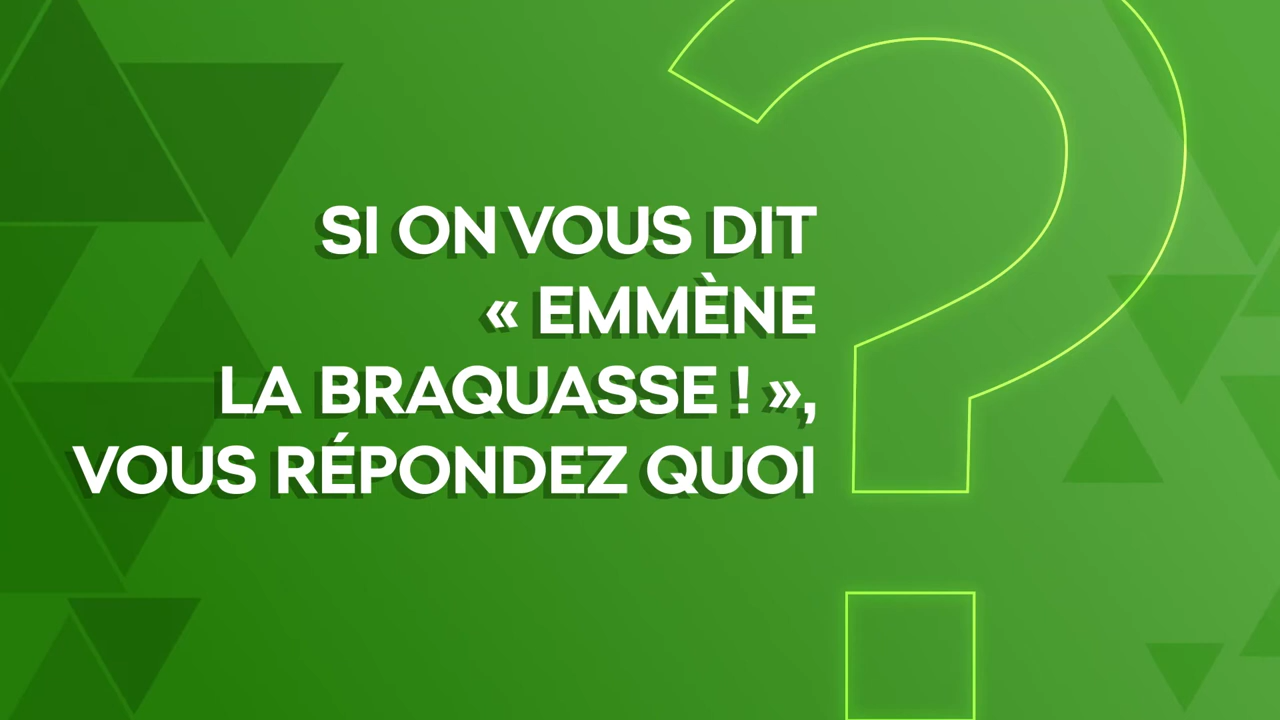 SI ON VOUS DIT
« EMMÈNE
LA BRAQUASSE ! »,
VOUS RÉPONDEZ QUOI
?